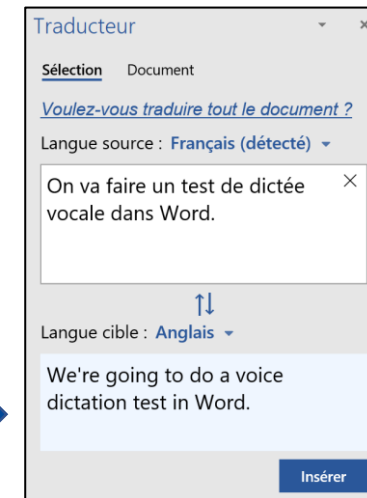 Traducteur
Sélection Document
Voulez-vous traduire tout le document ?
Langue source : Français (détecté)
On va faire un test de dictée
vocale dans Word.
Langue cible : Anglais
We're going to do a voice
dictation test in Word.
Insérer